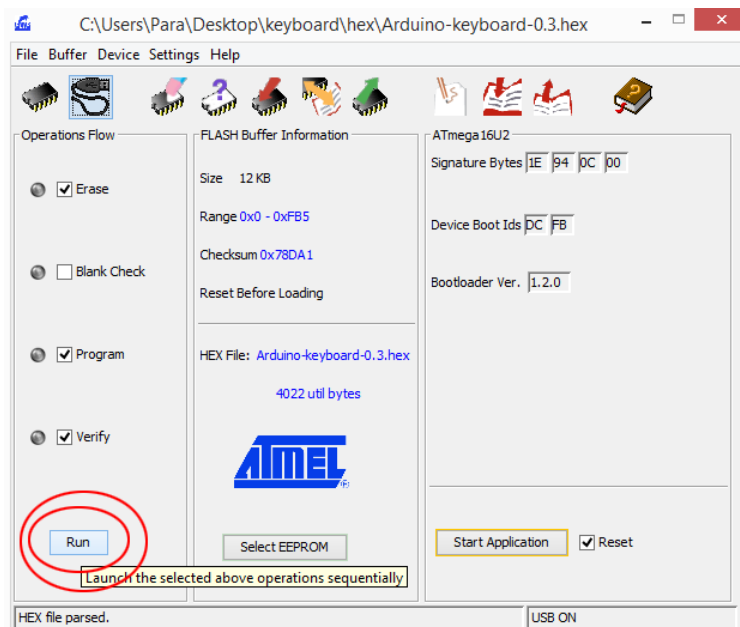 C:\Users\Para\Desktop\keyboard\hex\Arduino-keyboard-0.3.hex
File Buffer Device Settings Help
Operations Flow
Erase
Blank Check
Program
Verify
Run
Launch the selected above operations sequentially
FLASH Buffer Information
Size 12 KB
Range 0x0 - 0xFB5
Checksum 0x78DA1
Reset Before Loading
HEX File: Arduino-keyboard-0.3.hex
4022 util bytes
ATMEL
Select EEPROM
ATmega16U2
Signature Bytes 1E 94 0C 00
Device Boot Ids DC FB
Bootloader Ver. 1.2.0
Start Application Reset
HEX file parsed.
USB ON